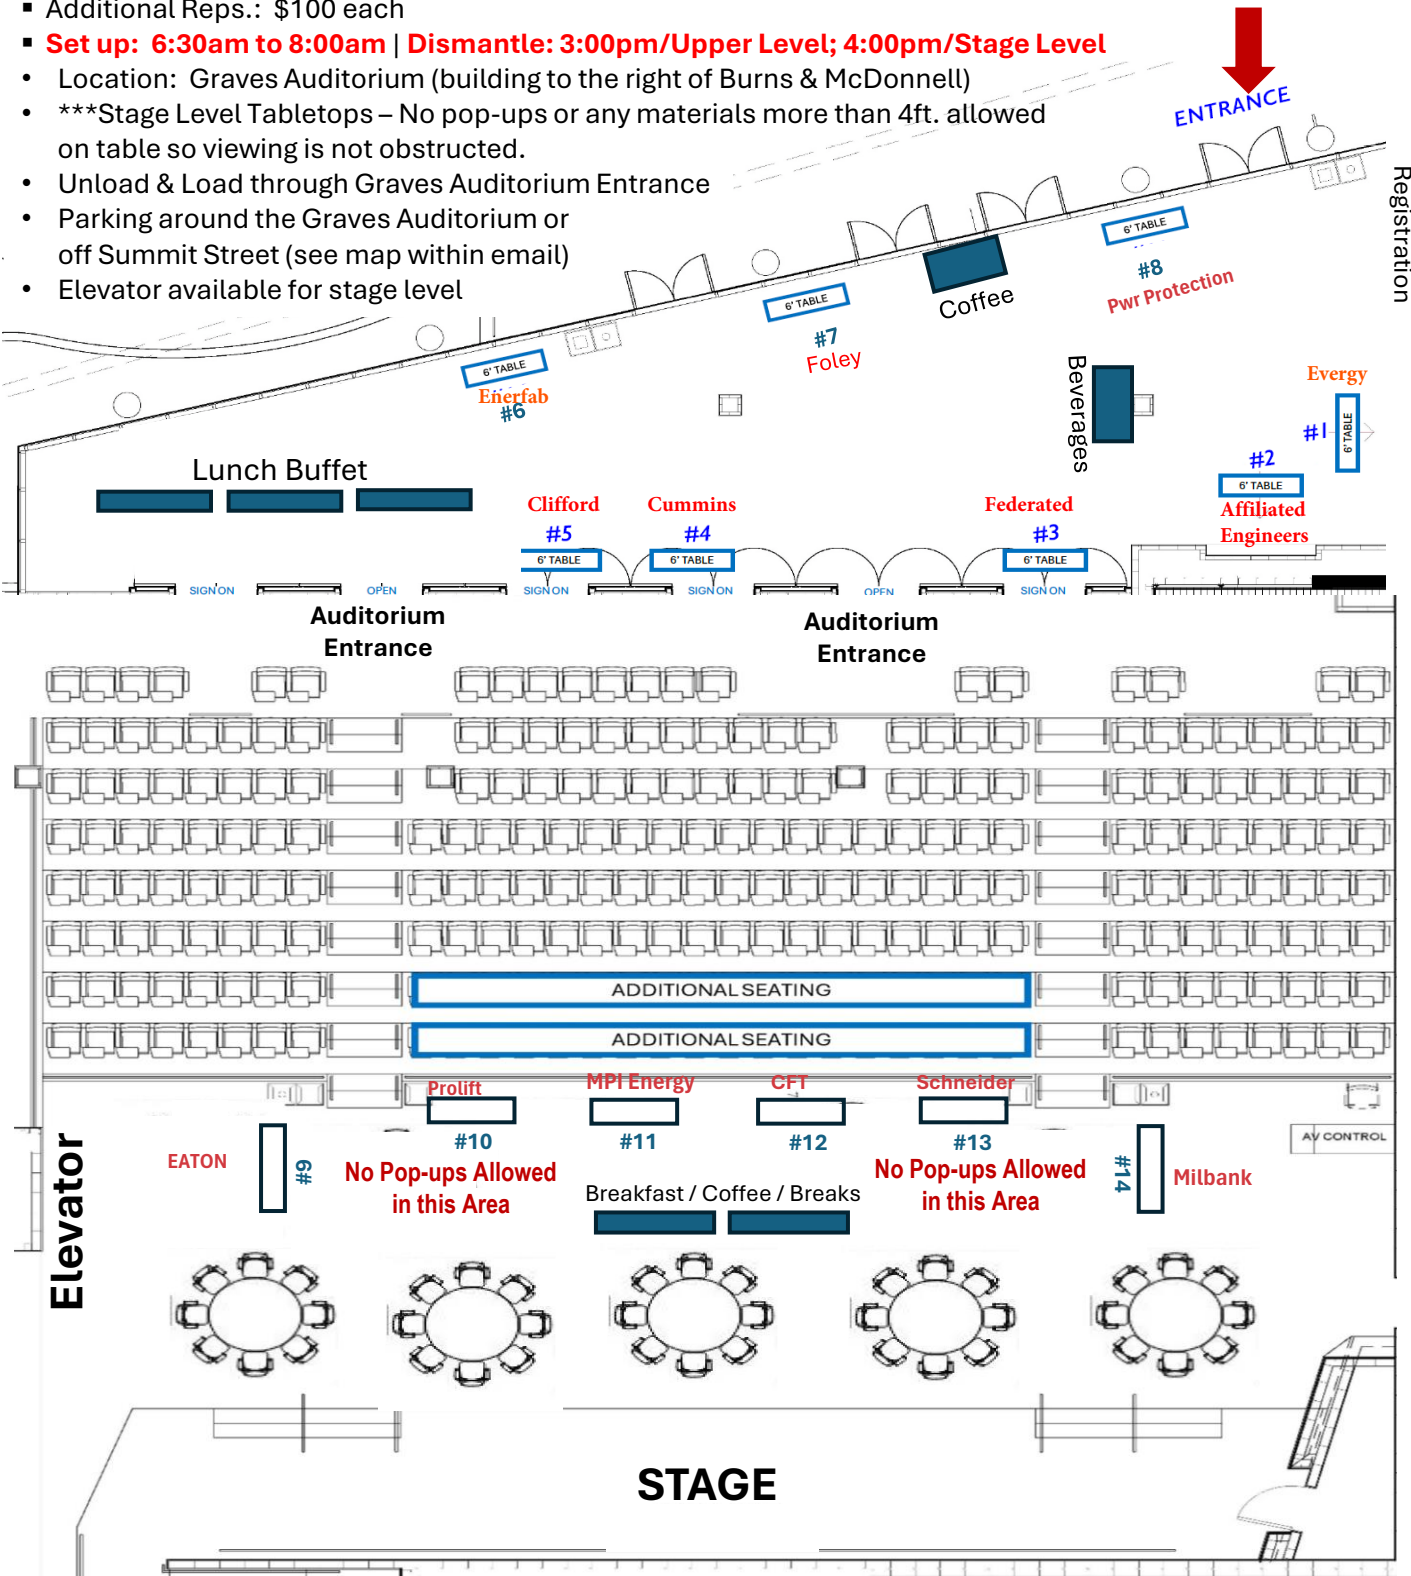 ▪ Additional Reps.: $100 each
▪ Set up: 6:30am to 8:00am | Dismantle: 3:00pm/Upper Level; 4:00pm/Stage Level
• Location: Graves Auditorium (building to the right of Burns & McDonnell)
• ***Stage Level Tabletops – No pop-ups or any materials more than 4ft. allowed
on table so viewing is not obstructed.
• Unload & Load through Graves Auditorium Entrance
• Parking around the Graves Auditorium or
off Summit Street (see map within email)
• Elevator available for stage level
ENTRANCE
Registration
6' TABLE
#8
Pwr Protection
Coffee
6' TABLE
#7
Foley
6' TABLE
Enerfab
#6
Beverages
Evergy
#1
6' TABLE
#2
6' TABLE
Affiliated
Engineers
Lunch Buffet
Clifford
#5
6' TABLE
Cummins
#4
6' TABLE
Federated
#3
6' TABLE
SIGN ON
OPEN
SIGN ON
SIGN ON
OPEN
SIGN ON
Auditorium
Entrance
Auditorium
Entrance
ADDITIONAL SEATING
ADDITIONAL SEATING
Prolift
MPI Energy
CFT
Schneider
#10
#11
#12
#13
AV CONTROL
Elevator
EATON
#9
No Pop-ups Allowed
in this Area
Breakfast / Coffee / Breaks
No Pop-ups Allowed
in this Area
#14
Milbank
STAGE